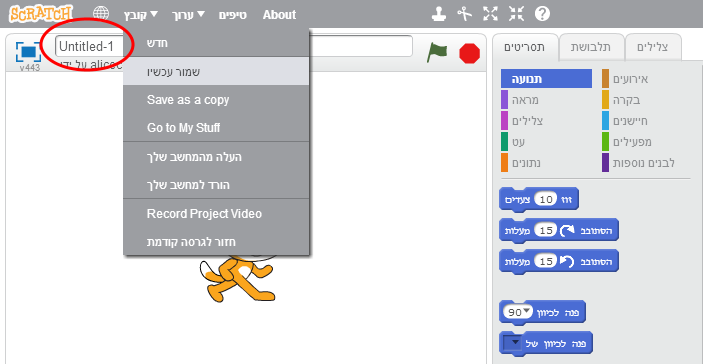 SCRATCH
קובץ
ערוך
טיפים
About
Untitled-1
על ידי alicec
v443
חדש
שמור עכשיו
Save as a copy
Go to My Stuff
העלה מהמחשב שלך
הורד למחשב שלך
Record Project Video
חזור לגרסה קודמת
תסריטים
תלבושת
צלילים
תנועה
אירועים
מראה
בקרה
צלילים
חיישנים
עט
מפעילים
נתונים
לבנים נוספות
זוז 10 צעדים
הסתובב 15 מעלות
הסתובב 15 מעלות
פנה לכיוון 90
פנה לכיוון של